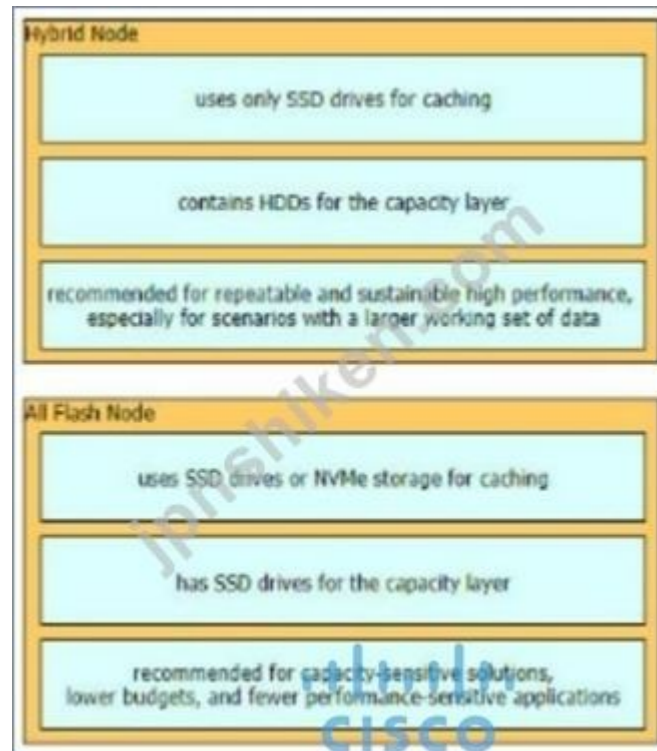 Hybrid Node
uses only SSD drives for caching
contains HDDs for the capacity layer
recommended for repeatable and sustainable high performance,
especially for scenarios with a larger working set of data
All Flash Node
uses SSD drives or NVMe storage for caching
has SSD drives for the capacity layer
recommended for capacity-sensitive solutions,
lower budgets, and fewer performance-sensitive applications
jpnshiken.com
CISCO